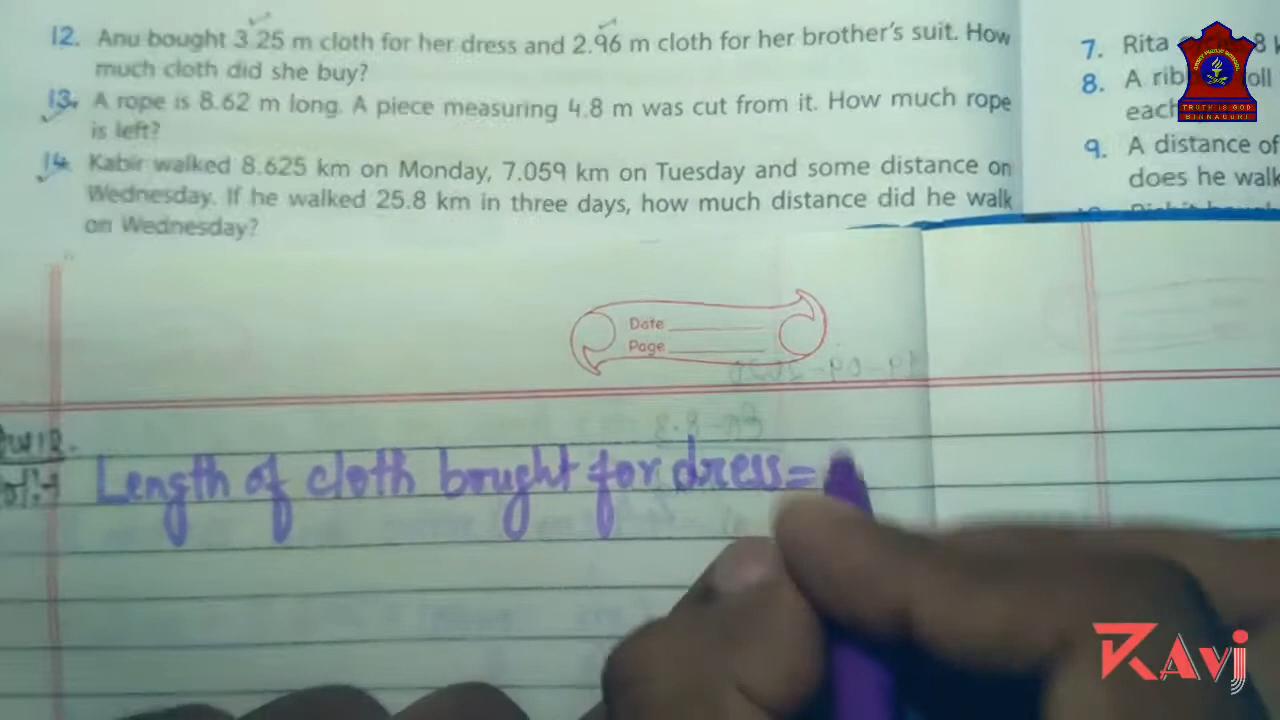 12. Anu bought 3 25 m cloth for her dress and 2.96 m cloth for her brother's suit. How
much cloth did she buy?
13. A rope is 8.62 m long. A piece measuring 4.8 m was cut from it. How much rope
is left?
14. Kabir walked 8.625 km on Monday, 7.059 km on Tuesday and some distance on
Wednesday. If he walked 25.8 km in three days, how much distance did he walk
on Wednesday?
7. Rita
8. A
each
9. A distance of
does he walk
TRUTH IS GOD
BINNAGURI
Date
Page
Length of cloth bought for dress=
RAvj